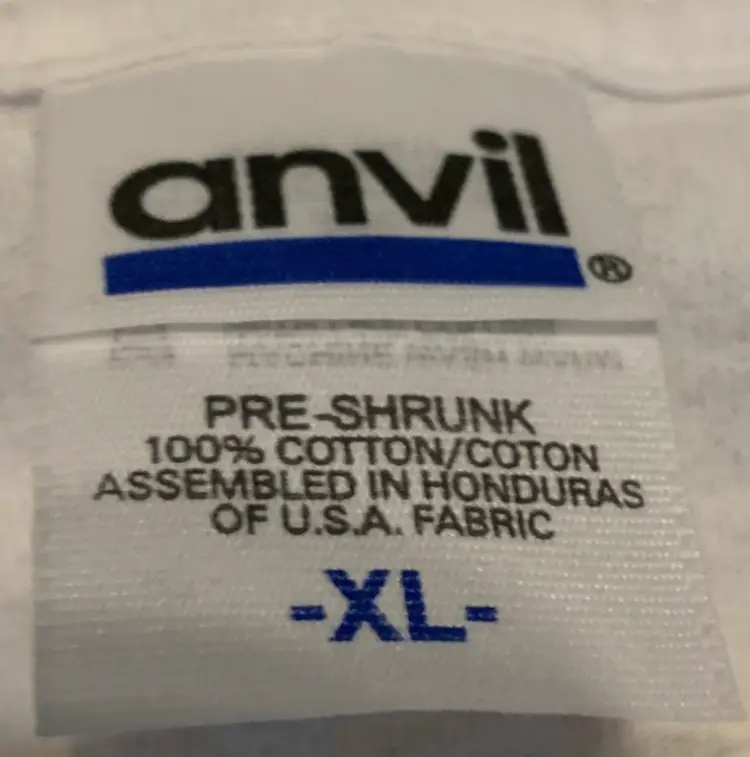 anvil®
PRE-SHRUNK
100% COTTON/COTON
ASSEMBLED IN HONDURAS
OF U.S.A. FABRIC
-XL-